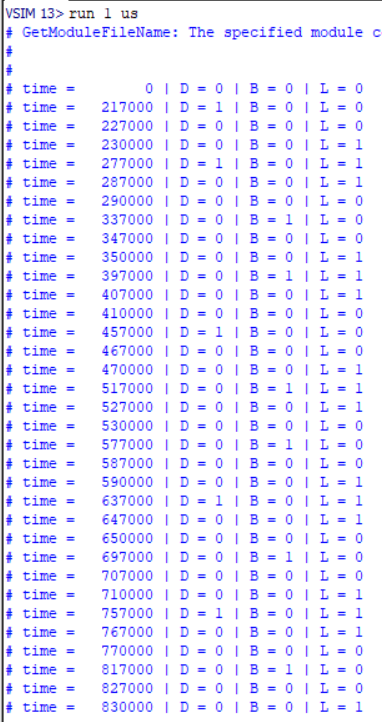 VSIM 13> run 1 us
# GetModuleFileName: The specified module c
#
#
# time = 0 | D = 0 | B = 0 | L = 0
# time = 217000 | D = 1 | B = 0 | L = 0
# time = 227000 | D = 0 | B = 0 | L = 0
# time = 230000 | D = 0 | B = 0 | L = 1
# time = 277000 | D = 1 | B = 0 | L = 1
# time = 287000 | D = 0 | B = 0 | L = 1
# time = 290000 | D = 0 | B = 0 | L = 0
# time = 337000 | D = 0 | B = 1 | L = 0
# time = 347000 | D = 0 | B = 0 | L = 0
# time = 350000 | D = 0 | B = 0 | L = 1
# time = 397000 | D = 0 | B = 1 | L = 1
# time = 407000 | D = 0 | B = 0 | L = 1
# time = 410000 | D = 0 | B = 0 | L = 0
# time = 457000 | D = 1 | B = 0 | L = 0
# time = 467000 | D = 0 | B = 0 | L = 0
# time = 470000 | D = 0 | B = 0 | L = 1
# time = 517000 | D = 0 | B = 1 | L = 1
# time = 527000 | D = 0 | B = 0 | L = 1
# time = 530000 | D = 0 | B = 0 | L = 0
# time = 577000 | D = 0 | B = 1 | L = 0
# time = 587000 | D = 0 | B = 0 | L = 0
# time = 590000 | D = 0 | B = 0 | L = 1
# time = 637000 | D = 1 | B = 0 | L = 1
# time = 647000 | D = 0 | B = 0 | L = 1
# time = 650000 | D = 0 | B = 0 | L = 0
# time = 697000 | D = 0 | B = 1 | L = 0
# time = 707000 | D = 0 | B = 0 | L = 0
# time = 710000 | D = 0 | B = 0 | L = 1
# time = 757000 | D = 1 | B = 0 | L = 1
# time = 767000 | D = 0 | B = 0 | L = 1
# time = 770000 | D = 0 | B = 0 | L = 0
# time = 817000 | D = 0 | B = 1 | L = 0
# time = 827000 | D = 0 | B = 0 | L = 0
# time = 830000 | D = 0 | B = 0 | L = 1